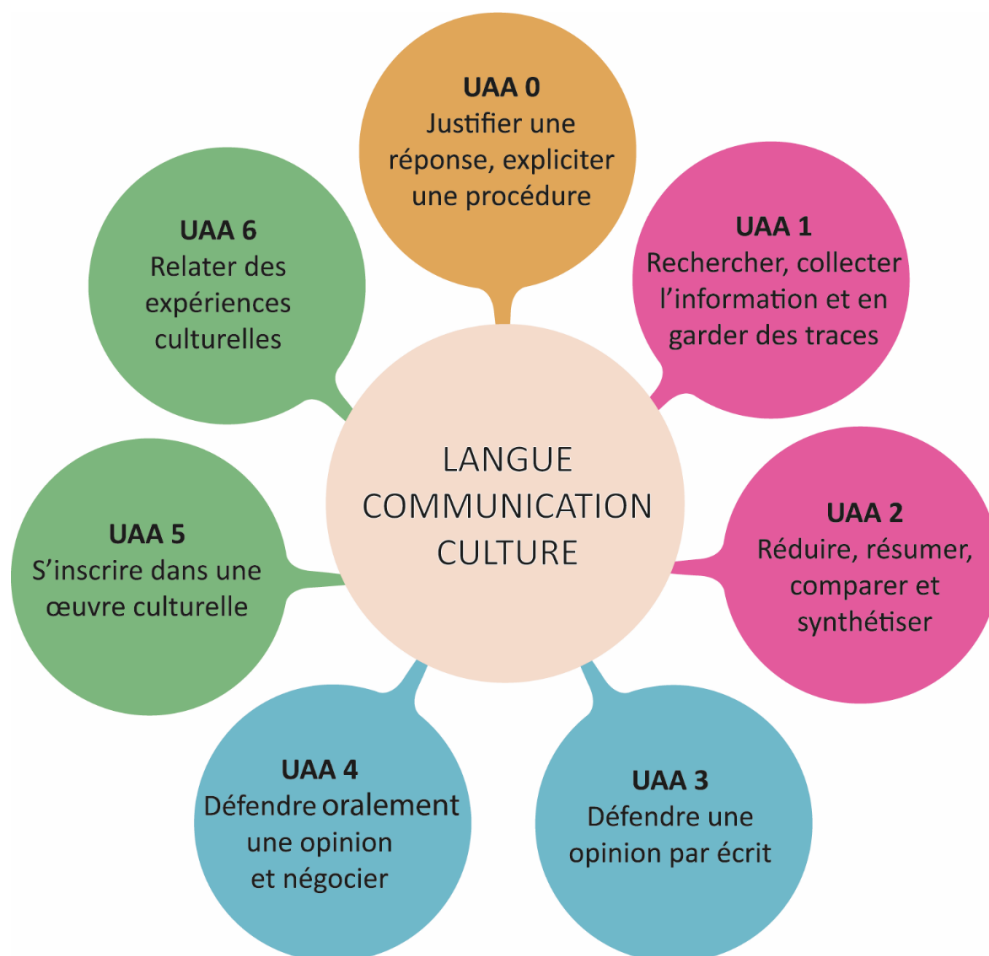 UAA 0
Justifier une
réponse, expliciter
une procédure
UAA 1
Rechercher, collecter
l'information et en
garder des traces
UAA 2
Réduire, résumer,
comparer et
synthétiser
UAA 3
Défendre une
opinion par écrit
UAA 4
Défendre oralement
une opinion
et négocier
UAA 5
S'inscrire dans une
œuvre culturelle
UAA 6
Relater des
expériences
culturelles
LANGUE
COMMUNICATION
CULTURE